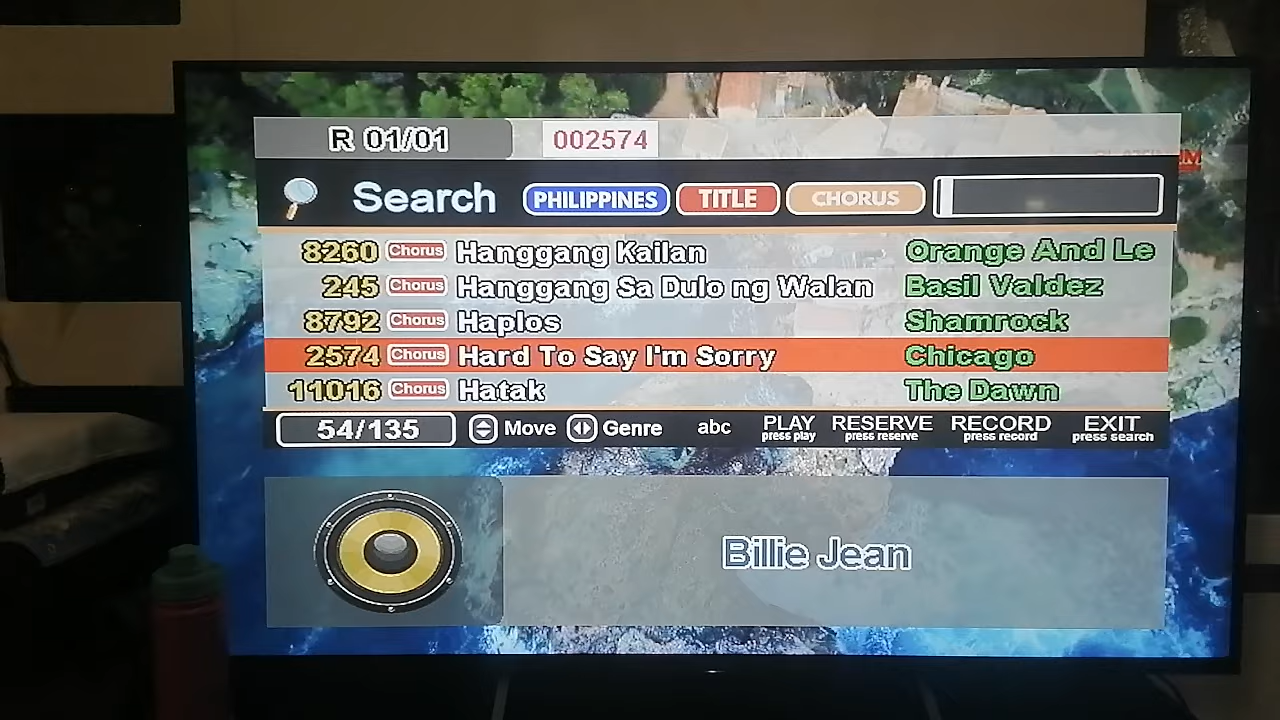 R 01/01 002574
Search PHILIPPINES TITLE CHORUS
8260 Chorus Hanggang Kailan Orange And Le
245 Chorus Hanggang Sa Dulo ng Walan Basil Valdez
8792 Chorus Haplos Shamrock
2574 Chorus Hard To Say I'm Sorry Chicago
11016 Chorus Hatak The Dawn
54/135 Move Genre abc PLAY RESERVE RECORD EXIT
press play press reserve press record press search
Billie Jean